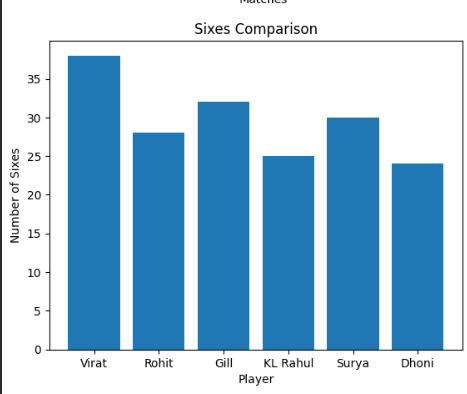 Matches
Sixes Comparison
Number of Sixes
35
30
25
20
15
10
5
0
Virat Rohit Gill KL Rahul Surya Dhoni
Player